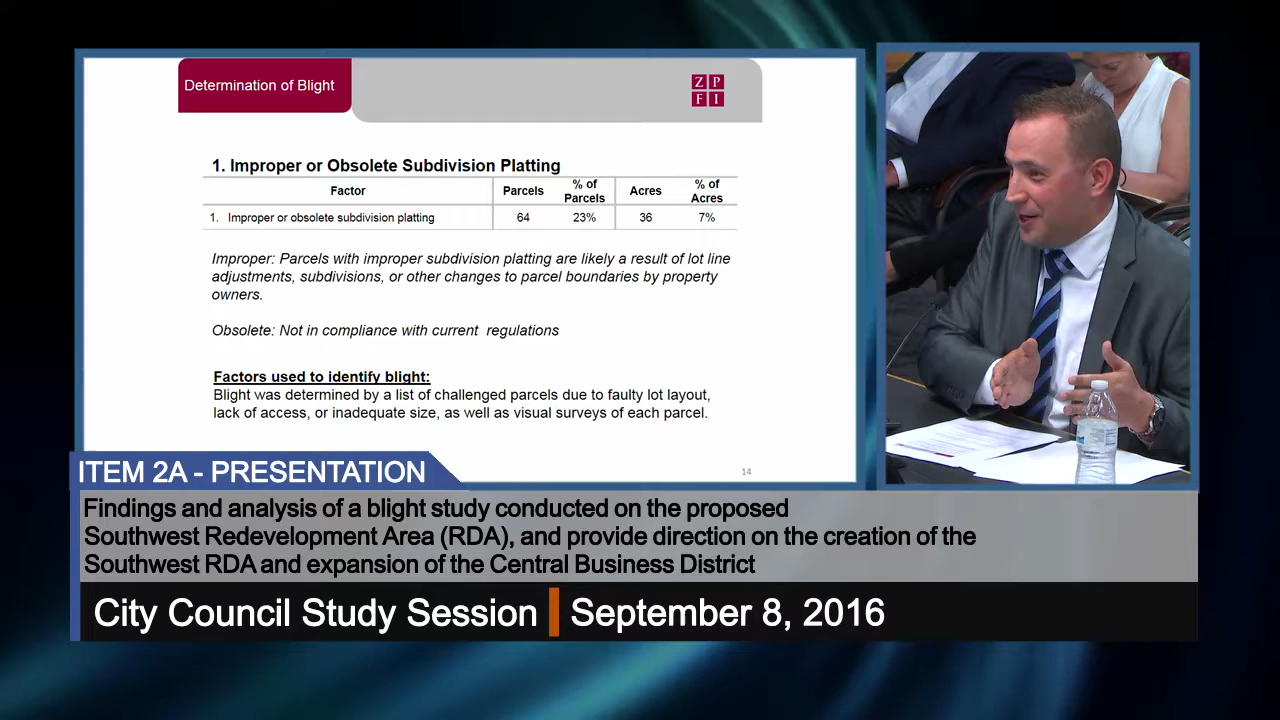 Determination of Blight
Z P
F I
1. Improper or Obsolete Subdivision Platting
Factor Parcels % of Parcels Acres % of Acres
1. Improper or obsolete subdivision platting 64 23% 36 7%
Improper: Parcels with improper subdivision platting are likely a result of lot line
adjustments, subdivisions, or other changes to parcel boundaries by property
owners.
Obsolete: Not in compliance with current regulations
Factors used to identify blight:
Blight was determined by a list of challenged parcels due to faulty lot layout,
lack of access, or inadequate size, as well as visual surveys of each parcel.
14
ITEM 2A - PRESENTATION
Findings and analysis of a blight study conducted on the proposed
Southwest Redevelopment Area (RDA), and provide direction on the creation of the
Southwest RDA and expansion of the Central Business District
City Council Study Session September 8, 2016